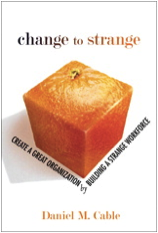 change to strange
CREATE A GREAT ORGANIZATION by BUILDING A STRANGE WORKFORCE
Daniel M. Cable